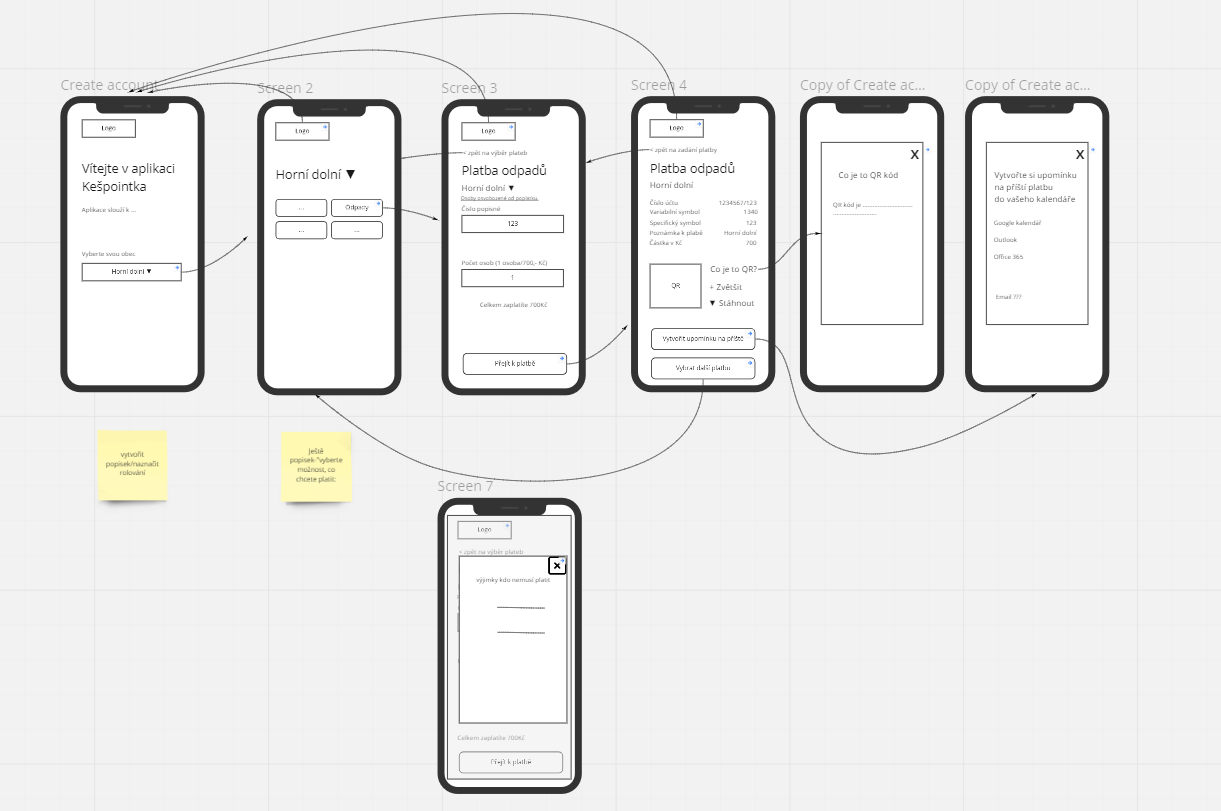 Create account
Logo
Vítejte v aplikaci
Kešpointka
Aplikace slouží k ...
Vyberte svou obec
Horní dolní ▼
Screen 2
Logo
Horní dolní ▼
...
Odpady
...
...
Screen 3
Logo
< zpět na výběr plateb
Platba odpadů
Horní dolní ▼
Osoby osvobozené od poplatku
Číslo popisné
123
Počet osob (1 osoba/700,- Kč)
1
Celkem zaplatíte 700Kč
Přejít k platbě
Screen 4
Logo
< zpět na zadání platby
Platba odpadů
Horní dolní
Číslo účtu 1234567/123
Variabilní symbol 1340
Specifický symbol 123
Poznámka k plabě Horní dolní
Částka v Kč 700
QR
Co je to QR?
+ Zvětšit
▼ Stáhnout
Vytvořit upomínku na příště
Vybrat další platbu
Copy of Create ac...
X
Co je to QR kód
QR kód je ..............................
......................
Copy of Create ac...
X
Vytvořte si upomínku
na příští platbu
do vašeho kalendáře
Google kalendář
Outlook
Office 365
Email ???
vytvořit
popisek/naznačit
rolování
Ještě
popisek-"vyberte
možnost, co
chcete platit:
Screen 7
Logo
< zpět na výběr plateb
X
výjimky kdo nemusí platit
Celkem zaplatíte 700Kč
Přejít k platbě